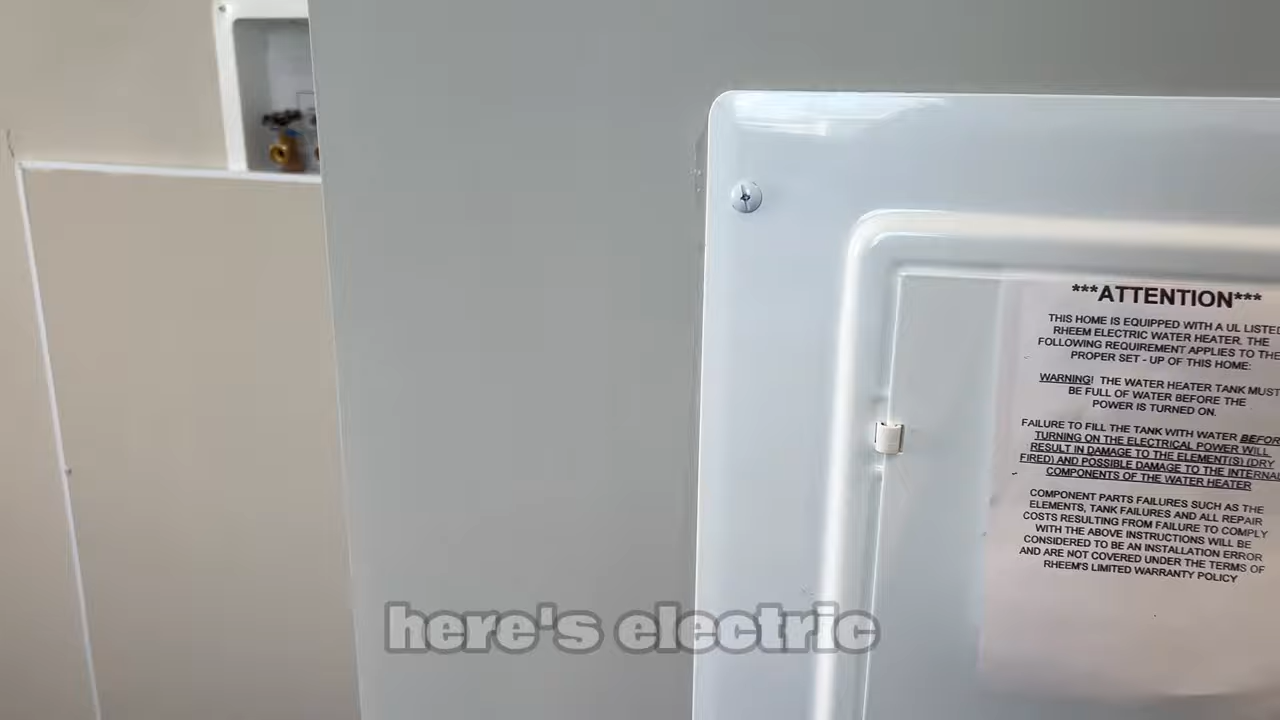 ***ATTENTION***
THIS HOME IS EQUIPPED WITH A UL LISTED
RHEEM ELECTRIC WATER HEATER. THE
FOLLOWING REQUIREMENT APPLIES TO THE
PROPER SET - UP OF THIS HOME:
WARNING! THE WATER HEATER TANK MUST
BE FULL OF WATER BEFORE THE
POWER IS TURNED ON.
FAILURE TO FILL THE TANK WITH WATER BEFOR
TURNING ON THE ELECTRICAL POWER WILL
RESULT IN DAMAGE TO THE ELEMENT(S) (DRY
FIRED) AND POSSIBLE DAMAGE TO THE INTERNAL
COMPONENTS OF THE WATER HEATER
COMPONENT PARTS FAILURES SUCH AS THE
ELEMENTS, TANK FAILURES AND ALL REPAIR
COSTS RESULTING FROM FAILURE TO COMPLY
WITH THE ABOVE INSTRUCTIONS WILL BE
CONSIDERED TO BE AN INSTALLATION ERROR
AND ARE NOT COVERED UNDER THE TERMS OF
RHEEM'S LIMITED WARRANTY POLICY
here's electric